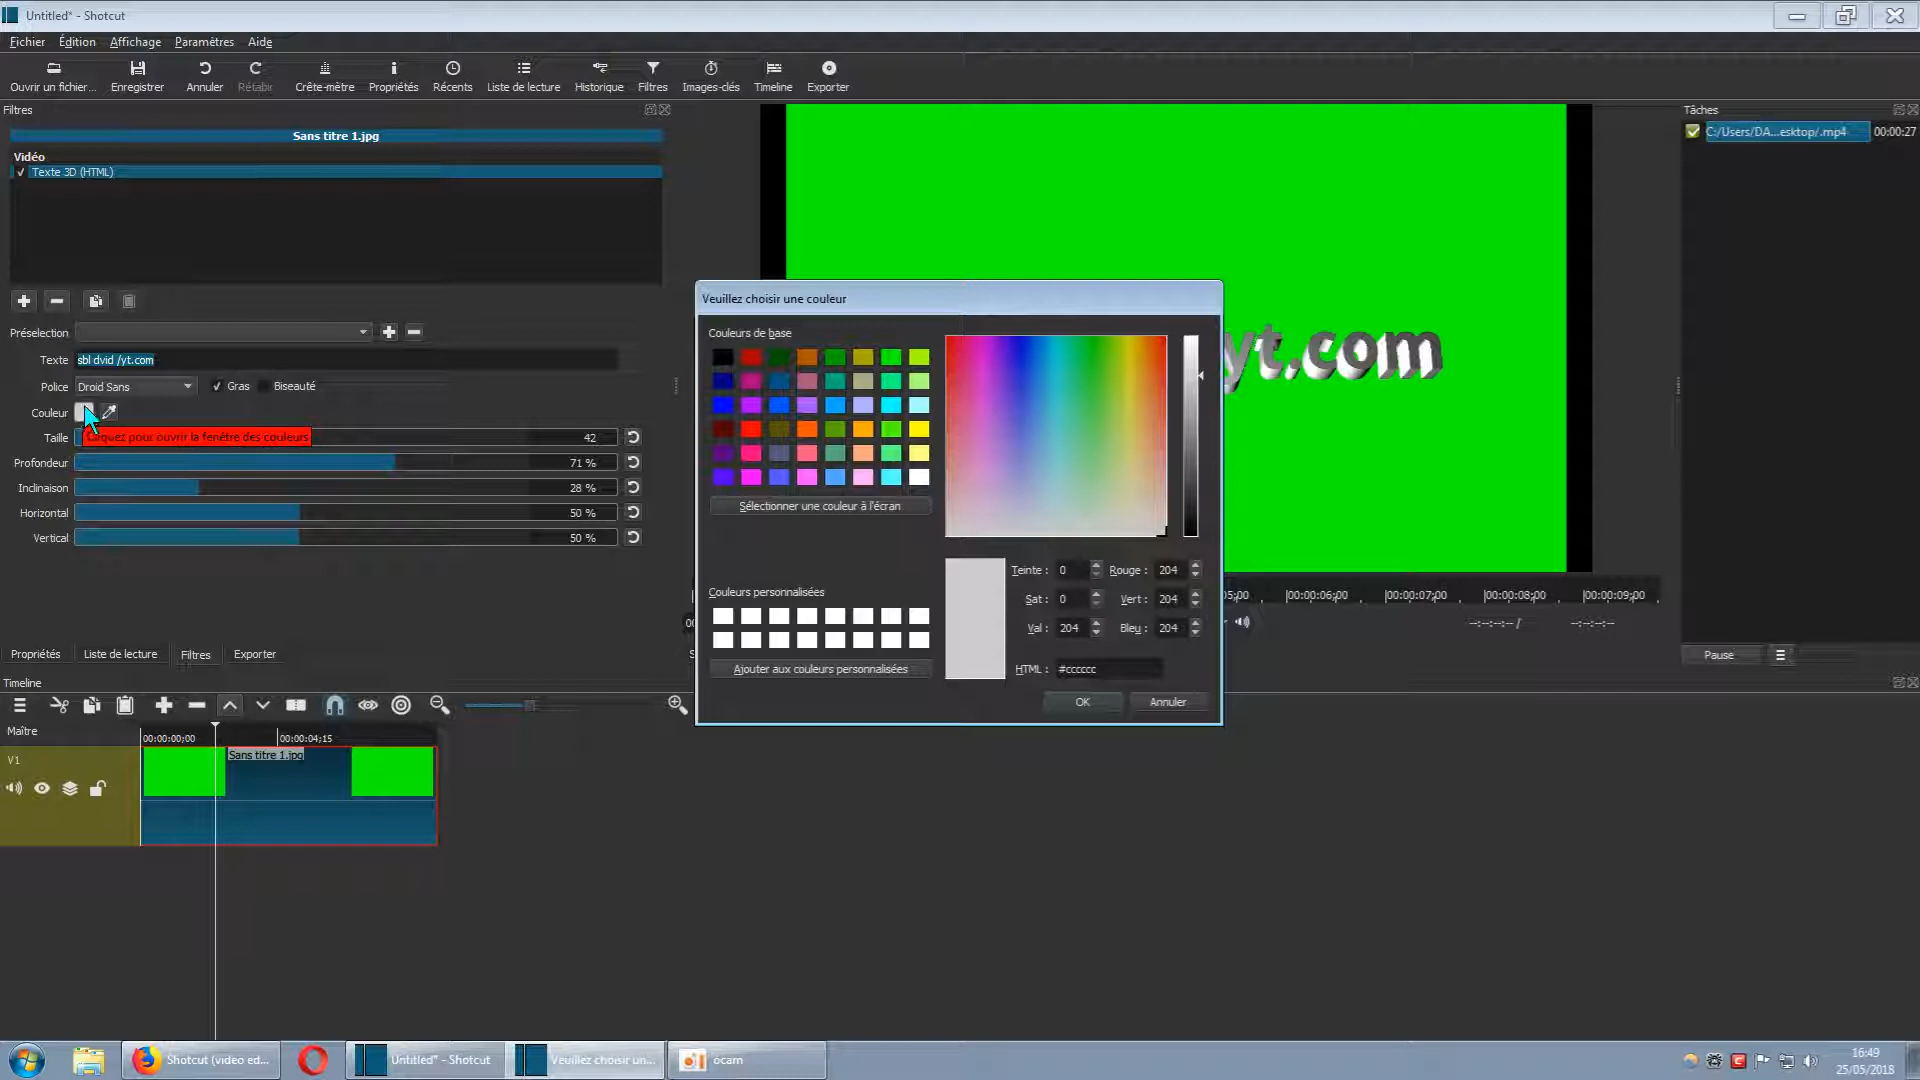 Untitled* - Shotcut
Fichier Édition Affichage Paramètres Aide
Ouvrir un fichier... Enregistrer Annuler Rétablir Crête-mètre Propriétés Récents Liste de lecture Historique Filtres Images-clés Timeline Exporter
Filtres
Sans titre 1.jpg
Vidéo
Texte 3D (HTML)
Préselection
Texte sbl dvid /yt.com
Police Droid Sans Gras Biseauté
Couleur
Cliquez pour ouvrir la fenêtre des couleurs
Taille 42
Profondeur 71 %
Inclinaison 28 %
Horizontal 50 %
Vertical 50 %
Propriétés Liste de lecture Filtres Exporter
yt.com
Tâches
C:/Users/DA...esktop/.mp4 00:00:27
Veuillez choisir une couleur
Couleurs de base
Sélectionner une couleur à l'écran
Couleurs personnalisées
Ajouter aux couleurs personnalisées
Teinte : 0 Rouge : 204
Sat : 0 Vert : 204
Val : 204 Bleu : 204
HTML : #cccccc
OK Annuler
|00:00:06;00 |00:00:07;00 |00:00:08;00 |00:00:09;00
--:--:--:-- / --:--:--:--
Pause
Timeline
Maître
00:00:00;00 |00:00:04;15
V1
Sans titre 1.jpg
Shotcut (video ed... Untitled* - Shotcut Veuillez choisir un... ocam
16:49
25/05/2018